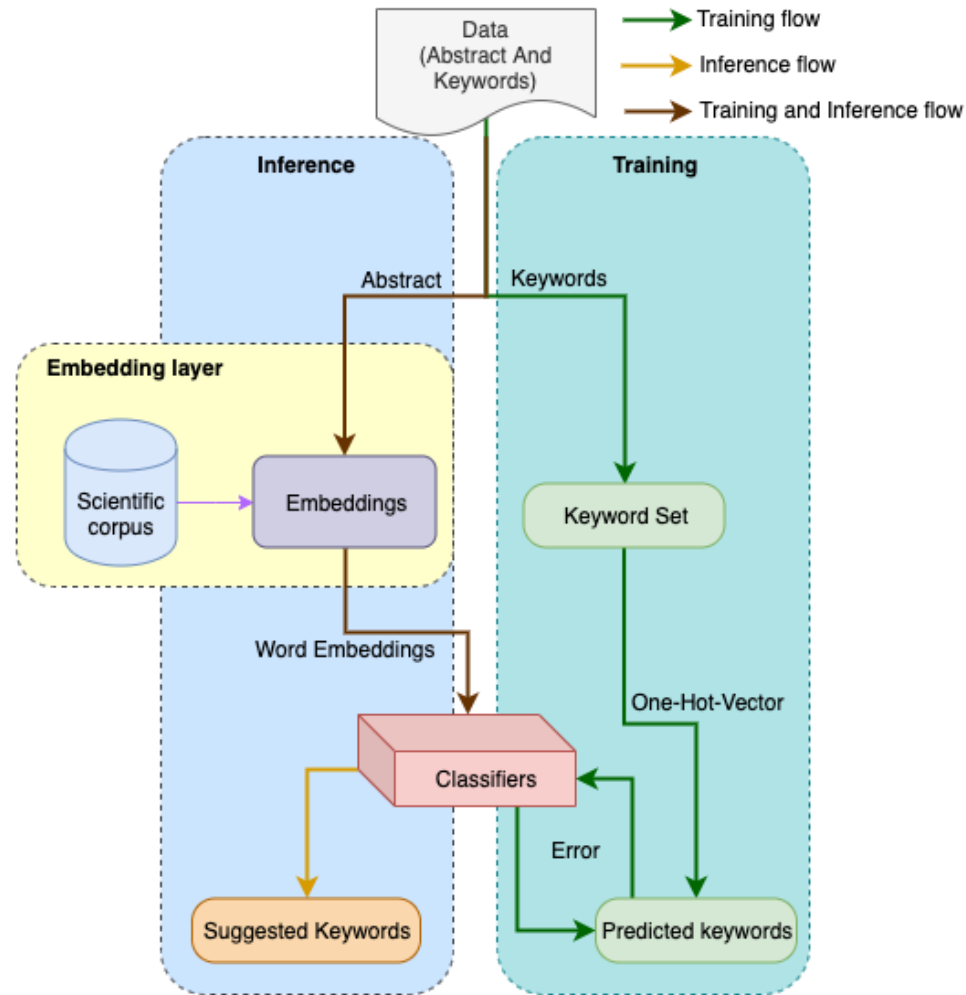 Data
(Abstract And
Keywords)
Training flow
Inference flow
Training and Inference flow
Inference
Training
Abstract
Keywords
Embedding layer
Scientific
corpus
Embeddings
Keyword Set
Word Embeddings
One-Hot-Vector
Classifiers
Error
Suggested Keywords
Predicted keywords